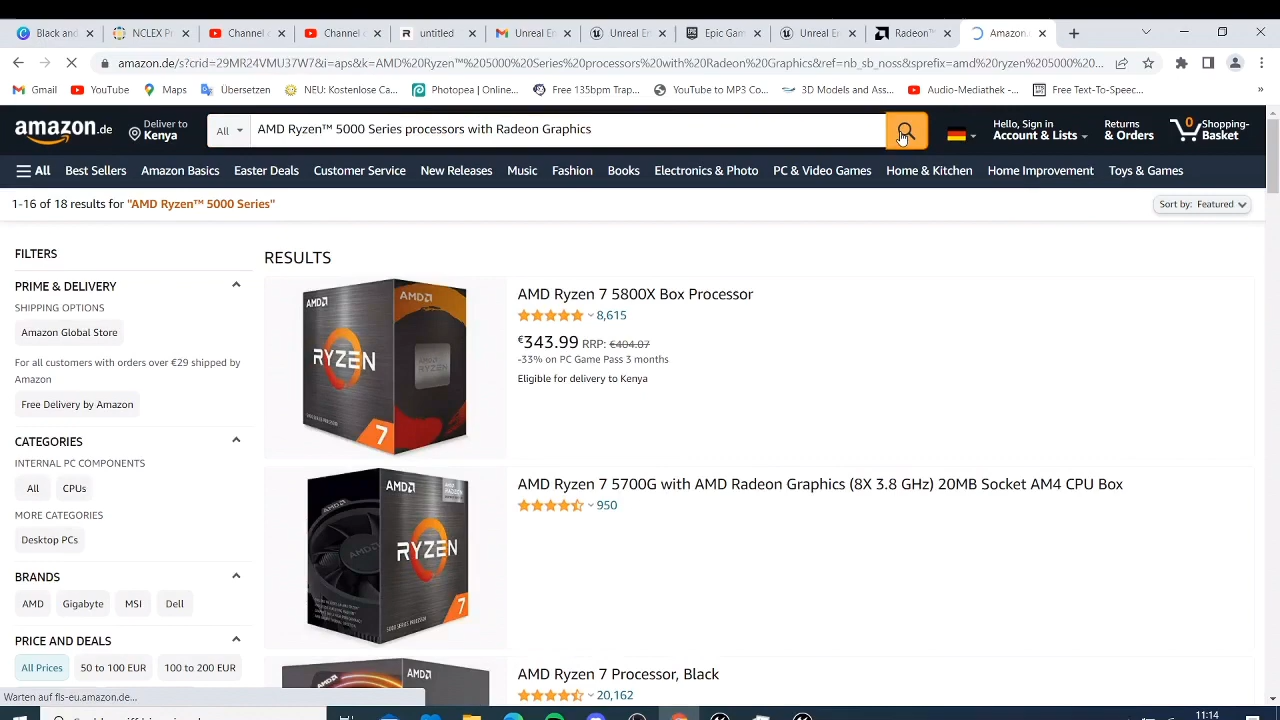 Black and
NCLEX P
Channel
Channel
untitled
Unreal En
Unreal En
Epic Gam
Unreal En
Radeon™
Amazon.
amazon.de/s?crid=29MR24VMU37W7&i=aps&k=AMD%20Ryzen™%205000%20Series%20processors%20with%20Radeon%20Graphics&ref=nb_sb_noss&sprefix=amd%20ryzen%205000%20...
Gmail
YouTube
Maps
Übersetzen
NEU: Kostenlose Ca...
Photopea | Online...
Free 135bpm Trap...
YouTube to MP3 Co...
3D Models and Ass...
Audio-Mediathek -...
Free Text-To-Speec...
»
amazon.de
Deliver to
Kenya
All
AMD Ryzen™ 5000 Series processors with Radeon Graphics
Hello, Sign in
Account & Lists
Returns
& Orders
0
Shopping-
Basket
All
Best Sellers
Amazon Basics
Easter Deals
Customer Service
New Releases
Music
Fashion
Books
Electronics & Photo
PC & Video Games
Home & Kitchen
Home Improvement
Toys & Games
1-16 of 18 results for "AMD Ryzen™ 5000 Series"
Sort by: Featured
FILTERS
PRIME & DELIVERY
SHIPPING OPTIONS
Amazon Global Store
For all customers with orders over €29 shipped by
Amazon
Free Delivery by Amazon
CATEGORIES
INTERNAL PC COMPONENTS
All
CPUs
MORE CATEGORIES
Desktop PCs
BRANDS
AMD
Gigabyte
MSI
Dell
PRICE AND DEALS
All Prices
50 to 100 EUR
100 to 200 EUR
RESULTS
AMD
AMD
RYZEN
7
AMD Ryzen 7 5800X Box Processor
8,615
€343.99 RRP: €404.07
-33% on PC Game Pass 3 months
Eligible for delivery to Kenya
AMD
AMD
RYZEN
7
AMD Ryzen 7 5700G with AMD Radeon Graphics (8X 3.8 GHz) 20MB Socket AM4 CPU Box
950
AMD
AMD Ryzen 7 Processor, Black
20,162
Warten auf fls-eu.amazon.de...
11:14